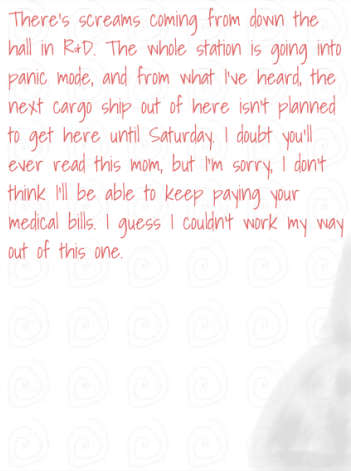 There's screams coming from down the
hall in R+D. The whole station is going into
panic mode, and from what I've heard, the
next cargo ship out of here isn't planned
to get here until Saturday. I doubt you'll
ever read this mom, but I'm sorry, I don't
think I'll be able to keep paying your
medical bills. I guess I couldn't work my way
out of this one.